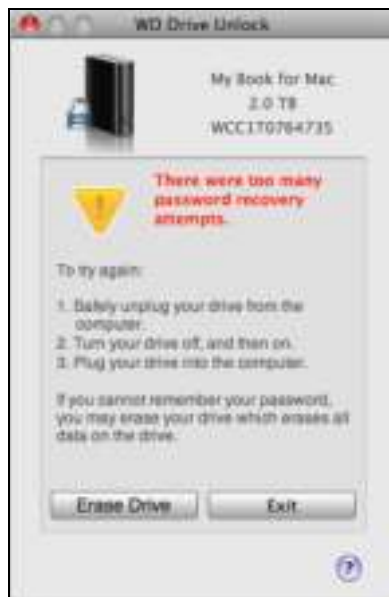 WD Drive Unlock
My Book for Mac
2.0 TB
WCC1T0764735
There were too many
password recovery
attempts.
To try again:
1. Safely unplug your drive from the
computer.
2. Turn your drive off, and then on.
3. Plug your drive into the computer.
If you cannot remember your password,
you may erase your drive which erases all
data on the drive.
Erase Drive
Exit
?